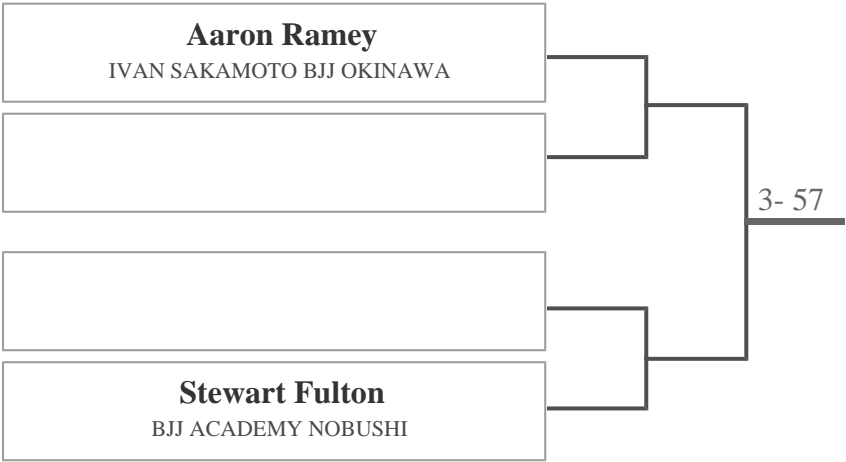 Aaron Ramey
IVAN SAKAMOTO BJJ OKINAWA
3- 57
Stewart Fulton
BJJ ACADEMY NOBUSHI